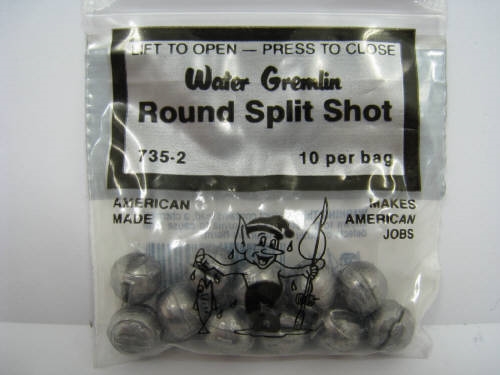 LIFT TO OPEN — PRESS TO CLOSE
Water Gremlin
Round Split Shot
735-2 10 per bag
AMERICAN MADE
MAKES AMERICAN JOBS